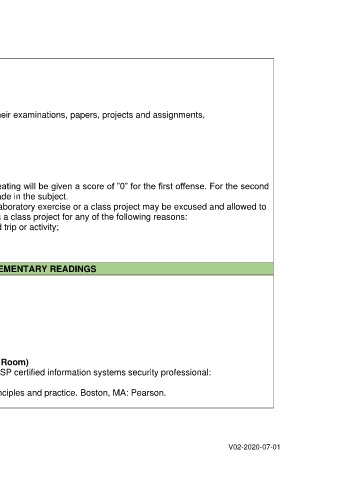 heir examinations, papers, projects and assignments,
eating will be given a score of "0" for the first offense. For the second
ade in the subject.
aboratory exercise or a class project may be excused and allowed to
s a class project for any of the following reasons:
d trip or activity;
EMENTARY READINGS
Room)
SP certified information systems security professional:
nciples and practice. Boston, MA: Pearson.
V02-2020-07-01